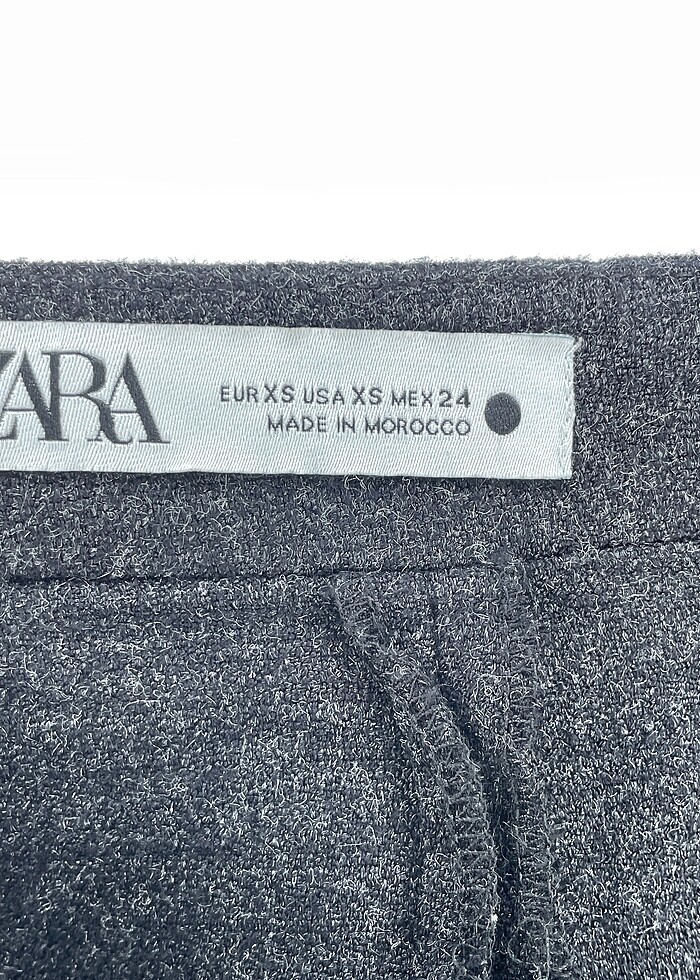 ZARA
EUR XS USA XS MEX 24
MADE IN MOROCCO